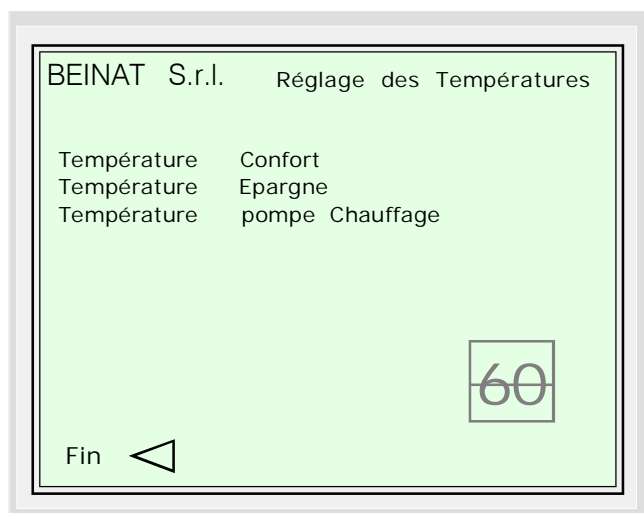 BEINAT S.r.l. Réglage des Températures
Température Confort
Température Epargne
Température pompe Chauffage
60
Fin